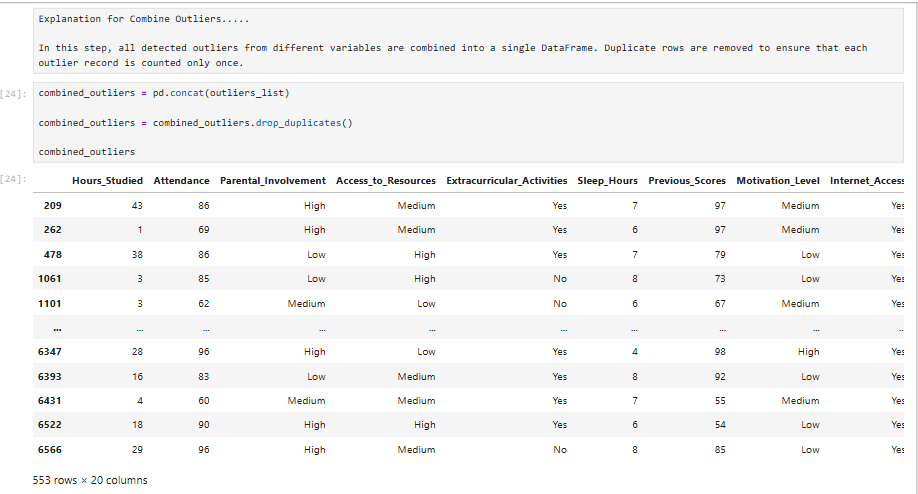 Explanation for Combine Outliers.....
In this step, all detected outliers from different variables are combined into a single DataFrame. Duplicate rows are removed to ensure that each
outlier record is counted only once.
[24]: combined_outliers = pd.concat(outliers_list)
combined_outliers = combined_outliers.drop_duplicates()
combined_outliers
[24]: Hours_Studied Attendance Parental_Involvement Access_to_Resources Extracurricular_Activities Sleep_Hours Previous_Scores Motivation_Level Internet_Access
209 43 86 High Medium Yes 7 97 Medium Yes
262 1 69 High Medium Yes 6 97 Medium Yes
478 38 86 Low High Yes 7 79 Low Yes
1061 3 85 Low High No 8 73 Low Yes
1101 3 62 Medium Low No 6 67 Medium Yes
... ... ... ... ... ... ... ... ... ...
6347 28 96 High Low Yes 4 98 High Yes
6393 16 83 Low Medium Yes 8 92 Low Yes
6431 4 60 Medium Medium Yes 7 55 Medium Yes
6522 18 90 High High Yes 6 54 Low Yes
6566 29 96 High Medium No 8 85 Low Yes
553 rows × 20 columns